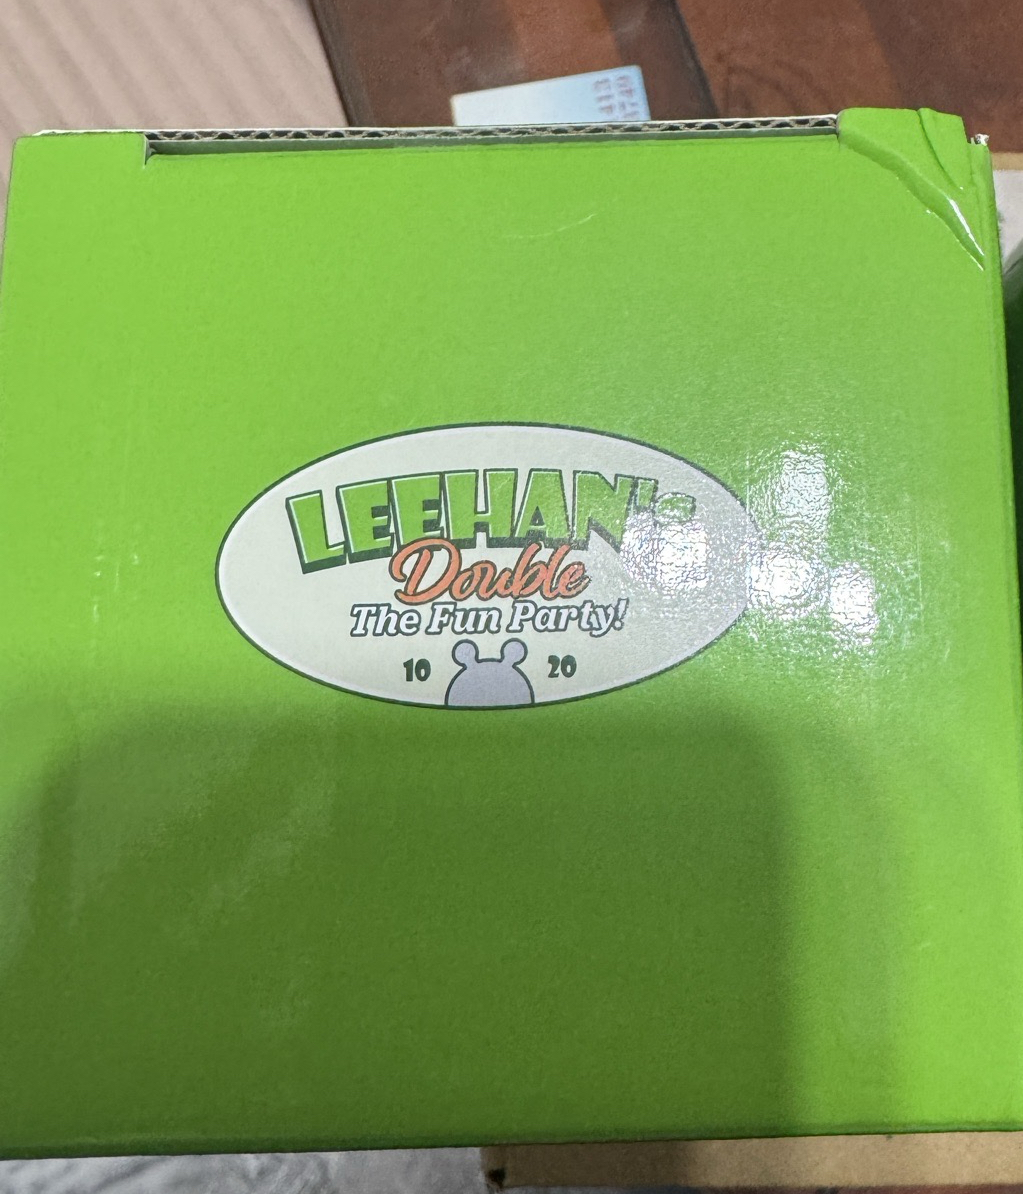 LEEHAN's
Double
The Fun Party!
10 20